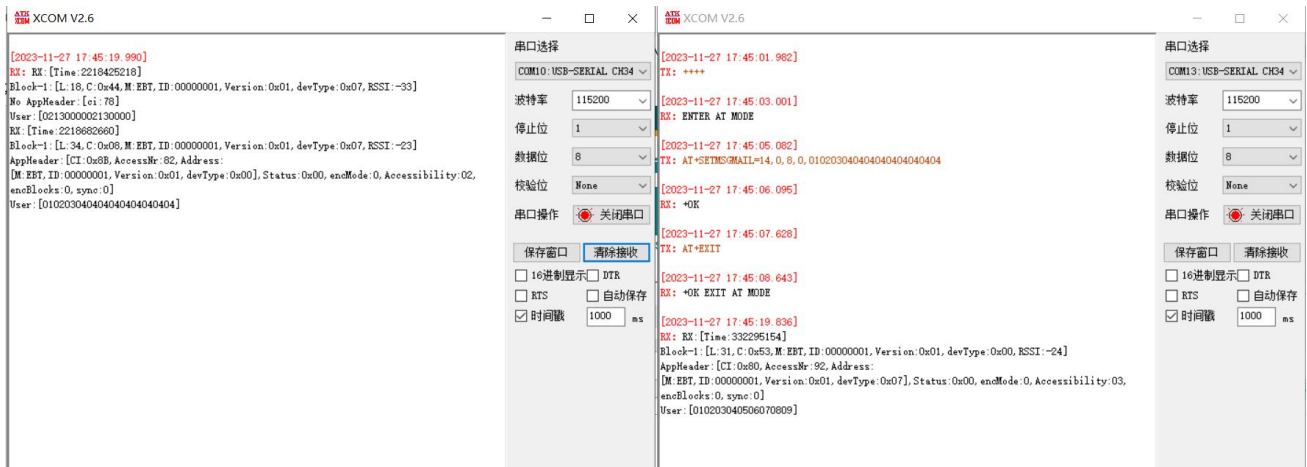 XCOM V2.6
[2023-11-27 17:45:19.990]
RX: RX:[Time:2218425218]
Block-1:[L:18,C:0x44,M:EBT,ID:00000001,Version:0x01,devType:0x07,RSSI:-33]
No AppHeader:[ci:78]
User:[0213000002130000]
RX:[Time:2218682660]
Block-1:[L:34,C:0x08,M:EBT,ID:00000001,Version:0x01,devType:0x07,RSSI:-23]
AppHeader:[CI:0x8B,AccessNr:82,Address:
[M:EBT,ID:00000001,Version:0x01,devType:0x00],Status:0x00,encMode:0,Accessibility:02,
encBlocks:0,sync:0]
User:[010203040404040404040404]
串口选择
COM10:USB-SERIAL CH34
波特率 115200
停止位 1
数据位 8
校验位 None
串口操作 关闭串口
保存窗口 清除接收
16进制显示 DTR
RTS 自动保存
时间戳 1000 ms
XCOM V2.6
[2023-11-27 17:45:01.982]
TX: ++++
[2023-11-27 17:45:03.001]
RX: ENTER AT MODE
[2023-11-27 17:45:05.082]
TX: AT+SETMSGMAIL=14,0,8,0,010203040404040404040404
[2023-11-27 17:45:06.095]
RX: +OK
[2023-11-27 17:45:07.628]
TX: AT+EXIT
[2023-11-27 17:45:08.643]
RX: +OK EXIT AT MODE
[2023-11-27 17:45:19.836]
RX: RX:[Time:332295154]
Block-1:[L:31,C:0x53,M:EBT,ID:00000001,Version:0x01,devType:0x00,RSSI:-24]
AppHeader:[CI:0x80,AccessNr:92,Address:
[M:EBT,ID:00000001,Version:0x01,devType:0x07],Status:0x00,encMode:0,Accessibility:03,
encBlocks:0,sync:0]
User:[010203040506070809]
串口选择
COM13:USB-SERIAL CH34
波特率 115200
停止位 1
数据位 8
校验位 None
串口操作 关闭串口
保存窗口 清除接收
16进制显示 DTR
RTS 自动保存
时间戳 1000 ms